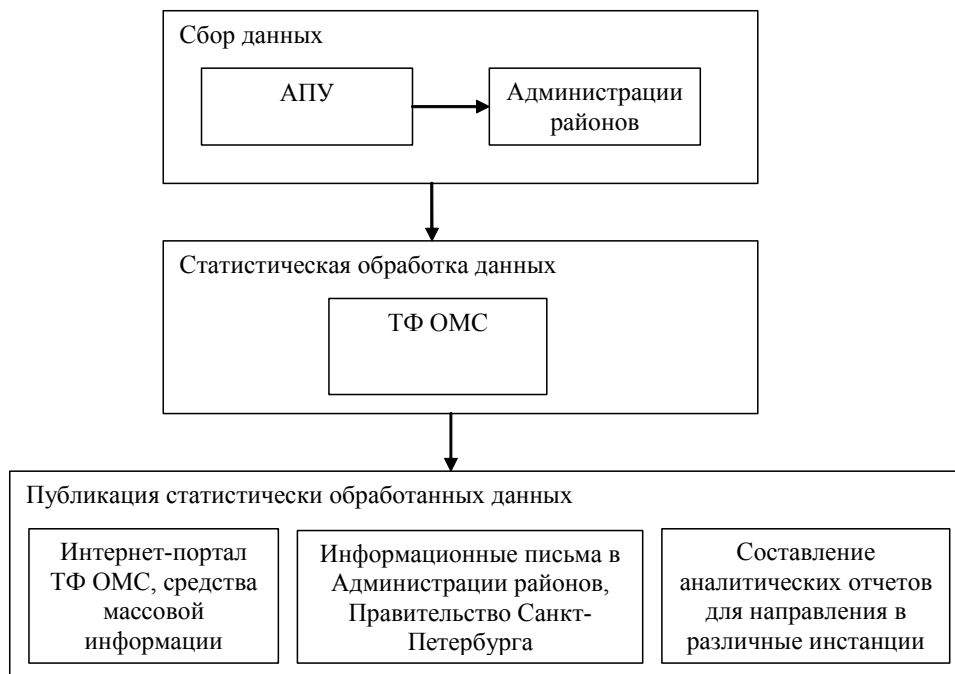 Сбор данных
АПУ
Администрации
районов
Статистическая обработка данных
ТФ ОМС
Публикация статистически обработанных данных
Интернет-портал
ТФ ОМС, средства
массовой
информации
Информационные письма в
Администрации районов,
Правительство Санкт-
Петербурга
Составление
аналитических отчетов
для направления в
различные инстанции